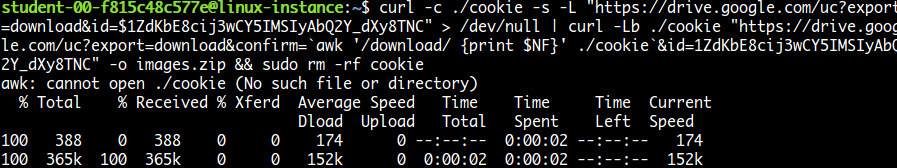 student-00-f815c48c577e@linux-instance:~$ curl -c ./cookie -s -L "https://drive.google.com/uc?export
=download&id=$1ZdKbE8cij3wCY5IMSIyAbQ2Y_dXy8TNC" > /dev/null | curl -Lb ./cookie "https://drive.goog
le.com/uc?export=download&confirm=`awk '/download/ {print $NF}' ./cookie`&id=1ZdKbE8cij3wCY5IMSIyAbQ
2Y_dXy8TNC" -o images.zip && sudo rm -rf cookie
awk: cannot open ./cookie (No such file or directory)
% Total % Received % Xferd Average Speed Time Time Time Current
Dload Upload Total Spent Left Speed
100 388 0 388 0 0 174 0 --:--:-- 0:00:02 --:--:-- 174
100 365k 100 365k 0 0 152k 0 0:00:02 0:00:02 --:--:-- 152k